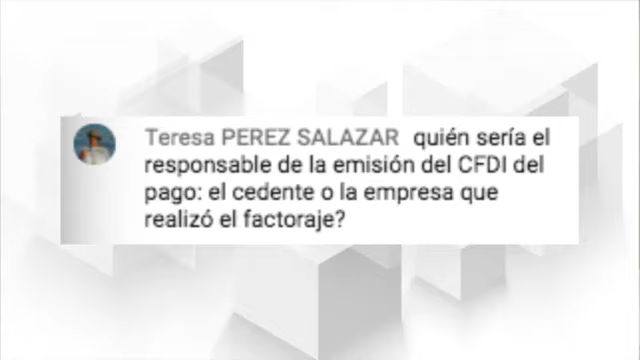 Teresa PEREZ SALAZAR quién sería el
responsable de la emisión del CFDI del
pago: el cedente o la empresa que
realizó el factoraje?